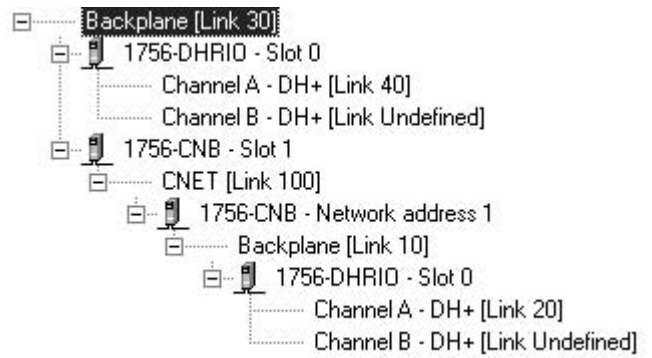 Backplane [Link 30]
1756-DHRIO - Slot 0
Channel A - DH+ [Link 40]
Channel B - DH+ [Link Undefined]
1756-CNB - Slot 1
CNET [Link 100]
1756-CNB - Network address 1
Backplane [Link 10]
1756-DHRIO - Slot 0
Channel A - DH+ [Link 20]
Channel B - DH+ [Link Undefined]